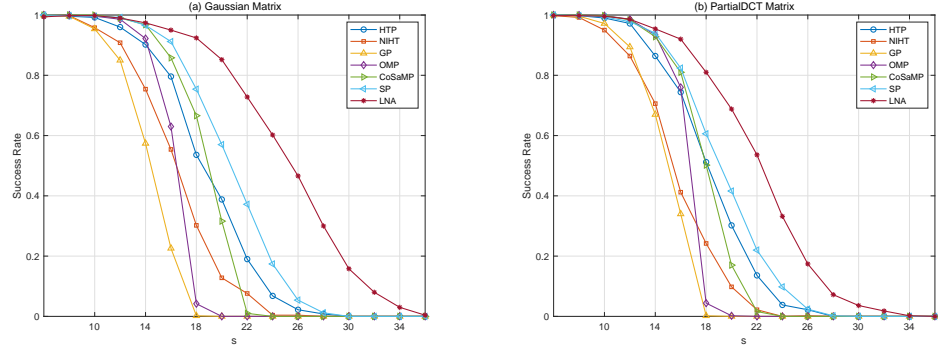 (a) Gaussian Matrix
Success Rate
1
0.8
0.6
0.4
0.2
0
10 14 18 22 26 30 34
s
HTP
NIHT
GP
OMP
CoSaMP
SP
LNA
(b) PartialDCT Matrix
Success Rate
1
0.8
0.6
0.4
0.2
0
10 14 18 22 26 30 34
s
HTP
NIHT
GP
OMP
CoSaMP
SP
LNA